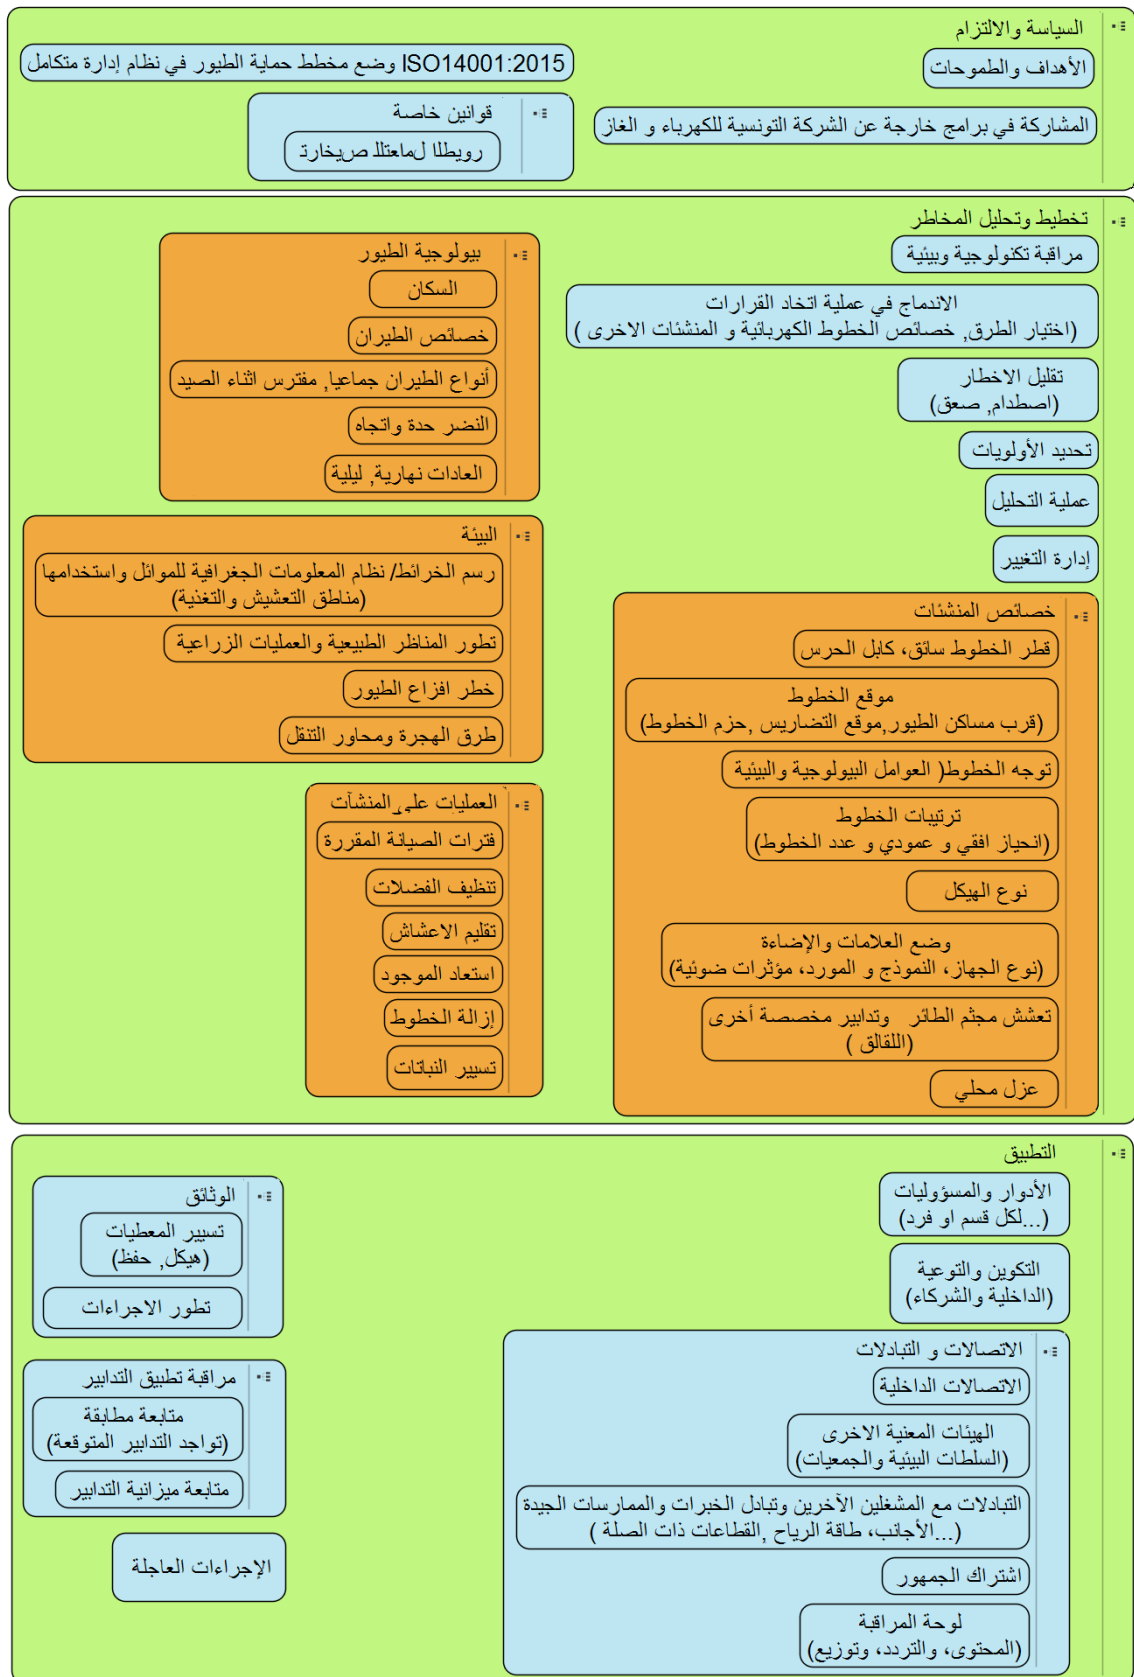 السياسة والالتزام
الأهداف والطموحات
ISO14001:2015 وضع مخطط حماية الطيور في نظام إدارة متكامل
المشاركة في برامج خارجة عن الشركة التونسية للكهرباء و الغاز
قوانين خاصة
رويطلا لماعتلل صيخارت
تخطيط وتحليل المخاطر
مراقبة تكنولوجية وبيئية
الاندماج في عملية اتخاد القرارات
(اختيار الطرق, خصائص الخطوط الكهربائية و المنشئات الاخرى )
تقليل الاخطار
(اصطدام, صعق)
تحديد الأولويات
عملية التحليل
إدارة التغيير
خصائص المنشئات
قطر الخطوط سائق، كابل الحرس
موقع الخطوط
(قرب مساكن الطيور,موقع التضاريس ,حزم الخطوط)
توجه الخطوط( العوامل البيولوجية والبيئية
ترتيبات الخطوط
(انحياز افقي و عمودي و عدد الخطوط)
نوع الهيكل
وضع العلامات والإضاءة
(نوع الجهاز، النموذج و المورد، مؤثرات ضوئية)
تعشش مجثم الطائر وتدابير مخصصة أخرى
(اللقالق )
عزل محلي
بيولوجية الطيور
السكان
خصائص الطيران
أنواع الطيران جماعيا, مفترس اثناء الصيد
النضر حدة واتجاه
العادات نهارية, ليلية
البيئة
رسم الخرائط/ نظام المعلومات الجغرافية للموائل واستخدامها
(مناطق التعشيش والتغذية)
تطور المناظر الطبيعية والعمليات الزراعية
خطر افزاع الطيور
طرق الهجرة ومحاور التنقل
العمليات على المنشآت
فترات الصيانة المقررة
تنظيف الفضلات
تقليم الاعشاش
استعاد الموجود
إزالة الخطوط
تسيير النباتات
التطبيق
الأدوار والمسؤوليات
(...لكل قسم او فرد)
التكوين والتوعية
(الداخلية والشركاء)
الاتصالات و التبادلات
الاتصالات الداخلية
الهيئات المعنية الاخرى
(السلطات البيئية والجمعيات)
التبادلات مع المشغلين الآخرين وتبادل الخبرات والممارسات الجيدة
(...الأجانب، طاقة الرياح ,القطاعات ذات الصلة )
اشتراك الجمهور
لوحة المراقبة
(المحتوى، والتردد، وتوزيع)
الوثائق
تسيير المعطيات
(هيكل, حفظ)
تطور الاجراءات
مراقبة تطبيق التدابير
متابعة مطابقة
(تواجد التدابير المتوقعة)
متابعة ميزانية التدابير
الإجراءات العاجلة